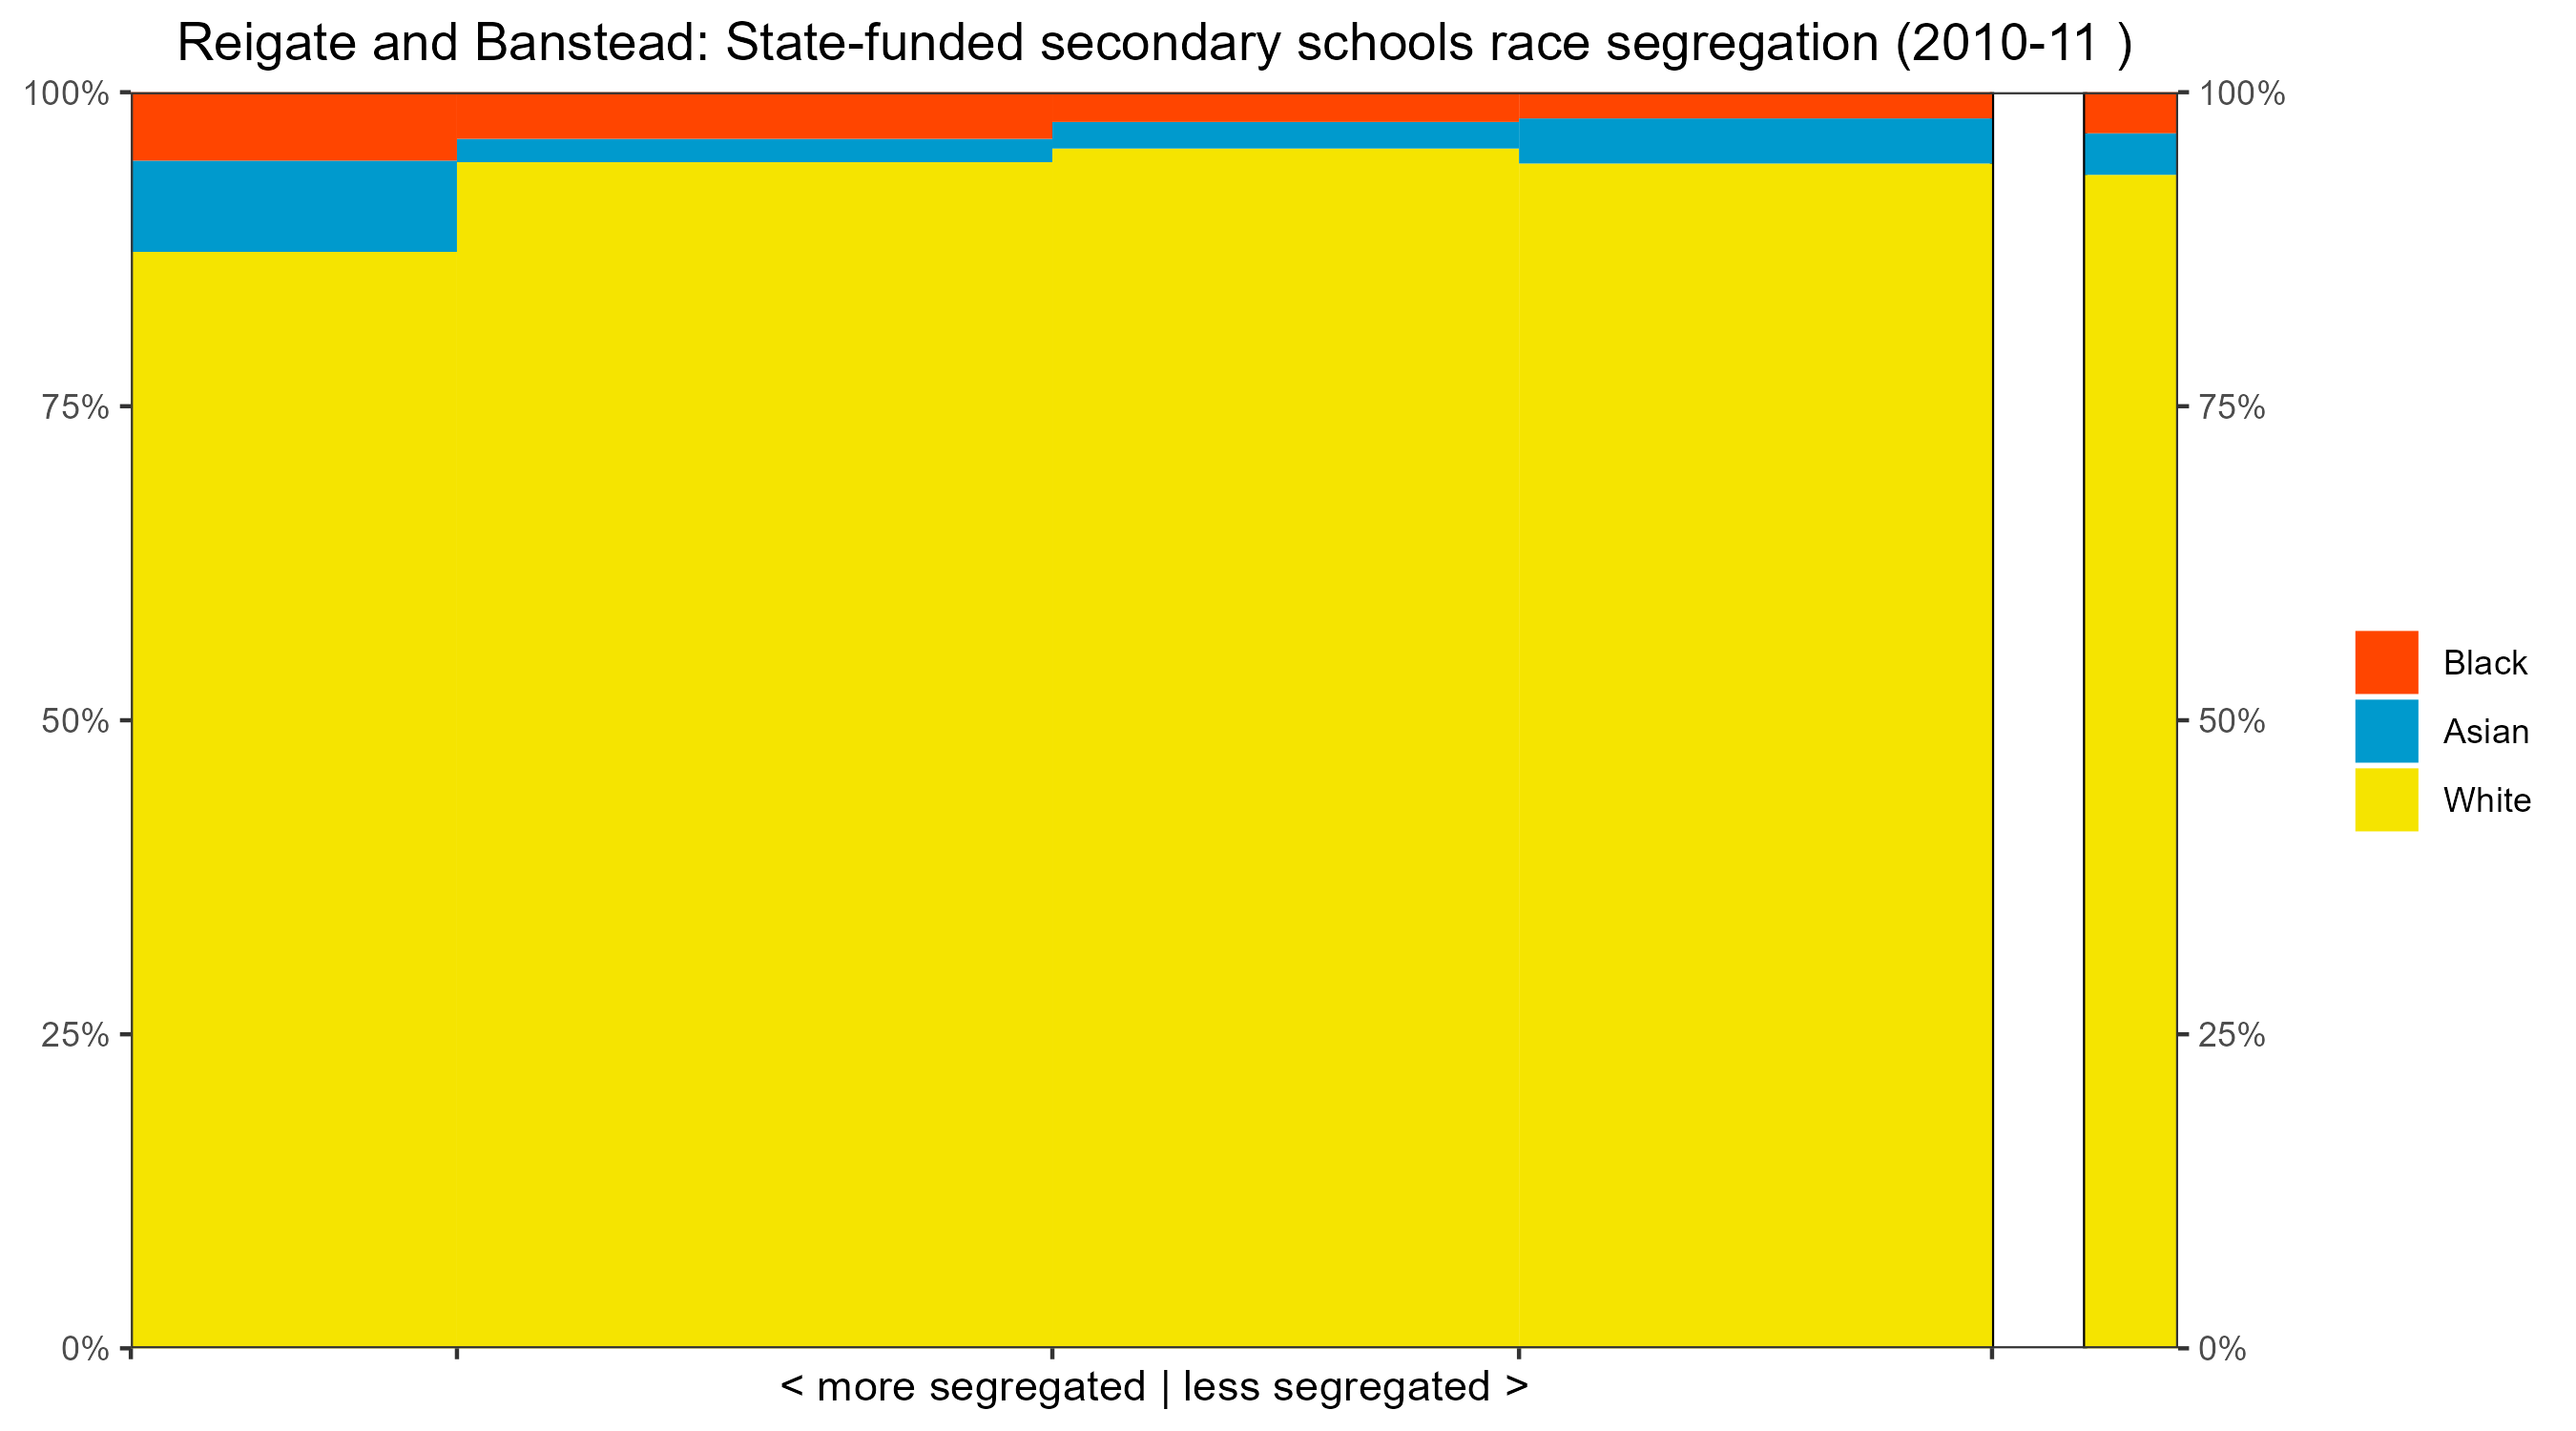 Reigate and Banstead: State-funded secondary schools race segregation (2010-11 )
100%
75%
50%
25%
0%
100%
75%
50%
25%
0%
Black
Asian
White
< more segregated | less segregated >